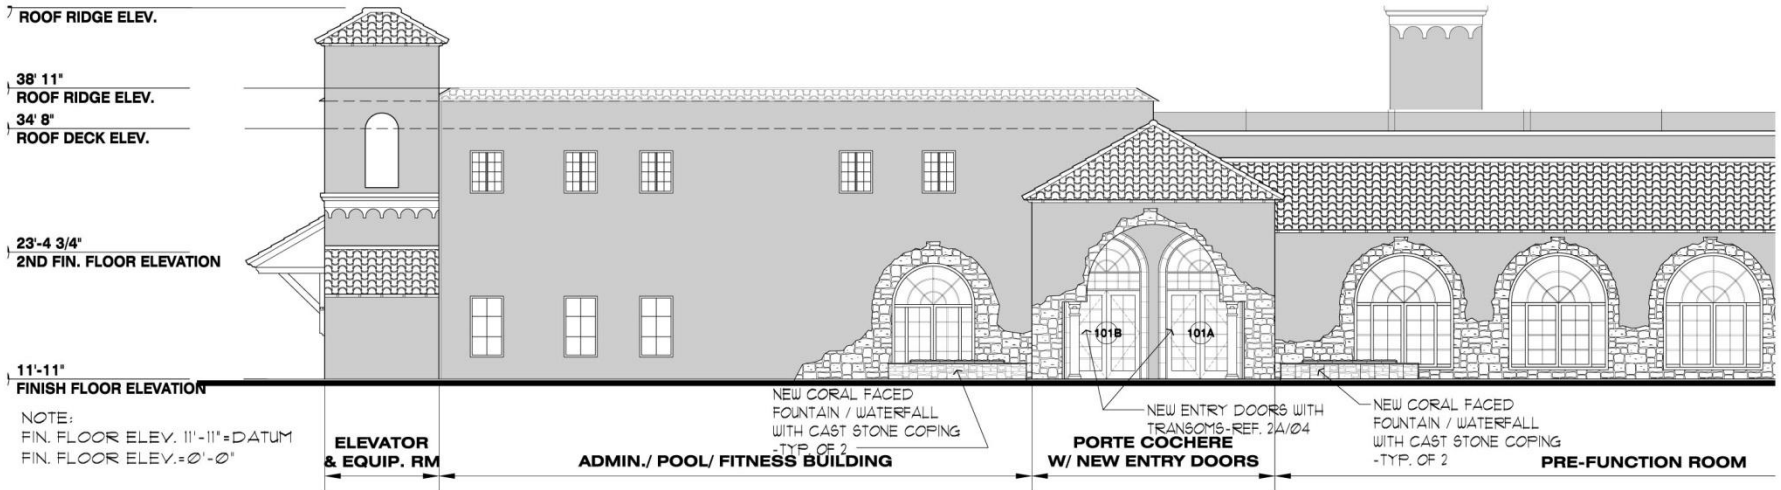 ROOF RIDGE ELEV.
38' 11"
ROOF RIDGE ELEV.
34' 8"
ROOF DECK ELEV.
23'-4 3/4"
2ND FIN. FLOOR ELEVATION
11'-11"
FINISH FLOOR ELEVATION
NOTE:
FIN. FLOOR ELEV. 11'-11"=DATUM
FIN. FLOOR ELEV.=0'-0"
101B
101A
NEW CORAL FACED
FOUNTAIN / WATERFALL
WITH CAST STONE COPING
-TYP. OF 2
NEW ENTRY DOORS WITH
TRANSOMS-REF. 2A/04
NEW CORAL FACED
FOUNTAIN / WATERFALL
WITH CAST STONE COPING
-TYP. OF 2
ELEVATOR
& EQUIP. RM
ADMIN./ POOL/ FITNESS BUILDING
PORTE COCHERE
W/ NEW ENTRY DOORS
PRE-FUNCTION ROOM